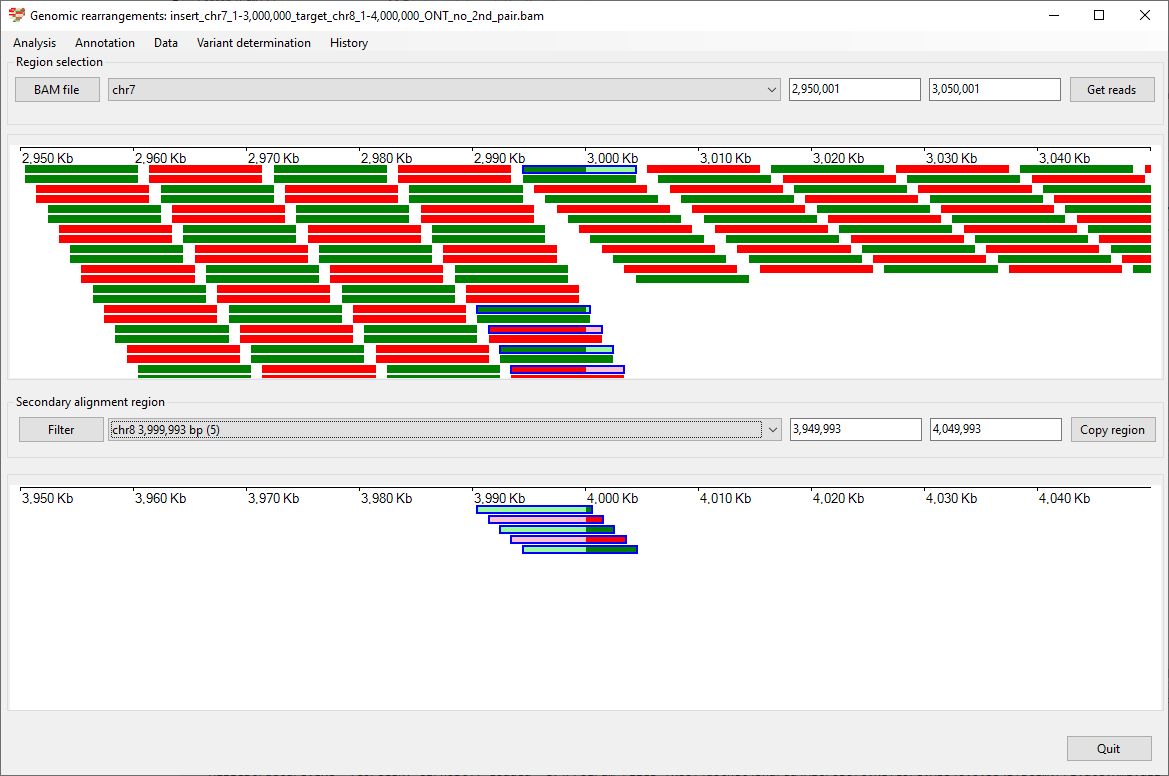 Genomic rearrangements: insert_chr7_1-3,000,000_target_chr8_1-4,000,000_ONT_no_2nd_pair.bam
Analysis Annotation Data Variant determination History
Region selection
BAM file chr7 2,950,001 3,050,001 Get reads
2,950 Kb 2,960 Kb 2,970 Kb 2,980 Kb 2,990 Kb 3,000 Kb 3,010 Kb 3,020 Kb 3,030 Kb 3,040 Kb
Secondary alignment region
Filter chr8 3,999,993 bp (5) 3,949,993 4,049,993 Copy region
3,950 Kb 3,960 Kb 3,970 Kb 3,980 Kb 3,990 Kb 4,000 Kb 4,010 Kb 4,020 Kb 4,030 Kb 4,040 Kb
Quit